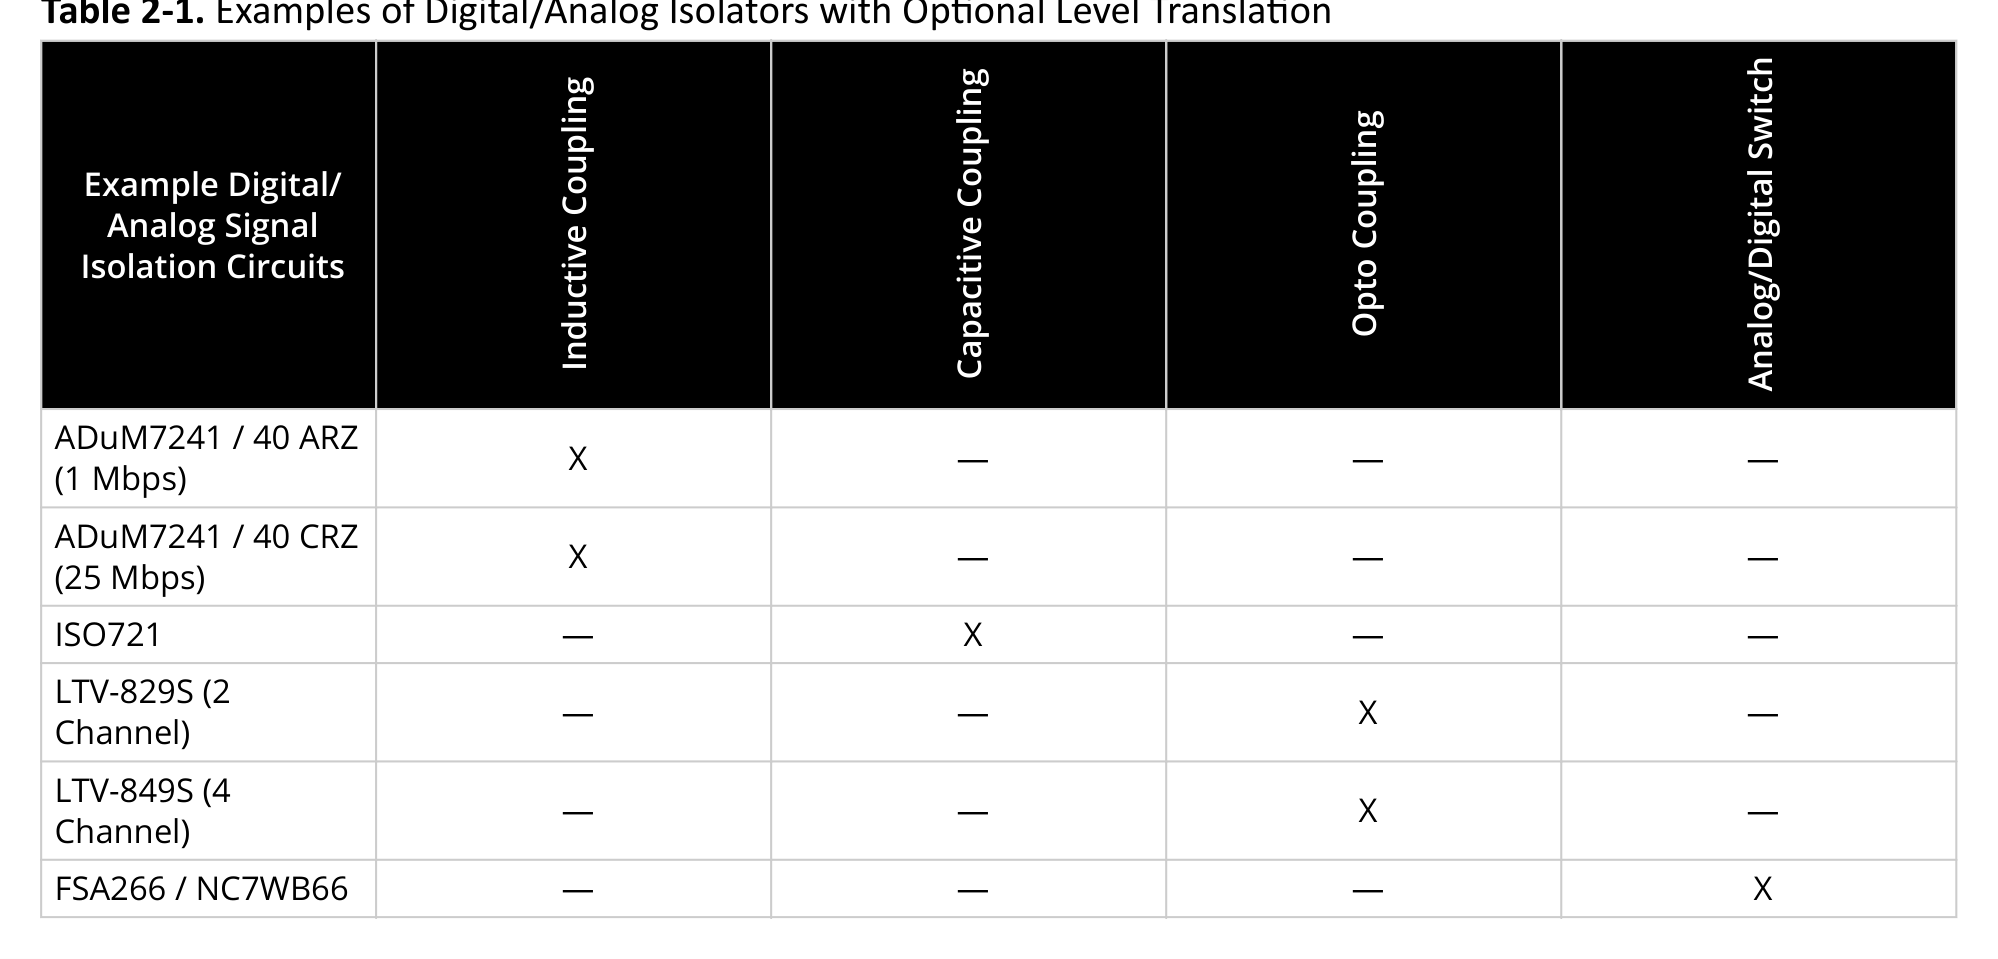 Table 2-1. Examples of Digital/Analog Isolators with Optional Level Translation
Example Digital/
Analog Signal
Isolation Circuits
Inductive Coupling
Capacitive Coupling
Opto Coupling
Analog/Digital Switch
ADuM7241 / 40 ARZ
(1 Mbps)
X
—
—
—
ADuM7241 / 40 CRZ
(25 Mbps)
X
—
—
—
ISO721
—
X
—
—
LTV-829S (2
Channel)
—
—
X
—
LTV-849S (4
Channel)
—
—
X
—
FSA266 / NC7WB66
—
—
—
X